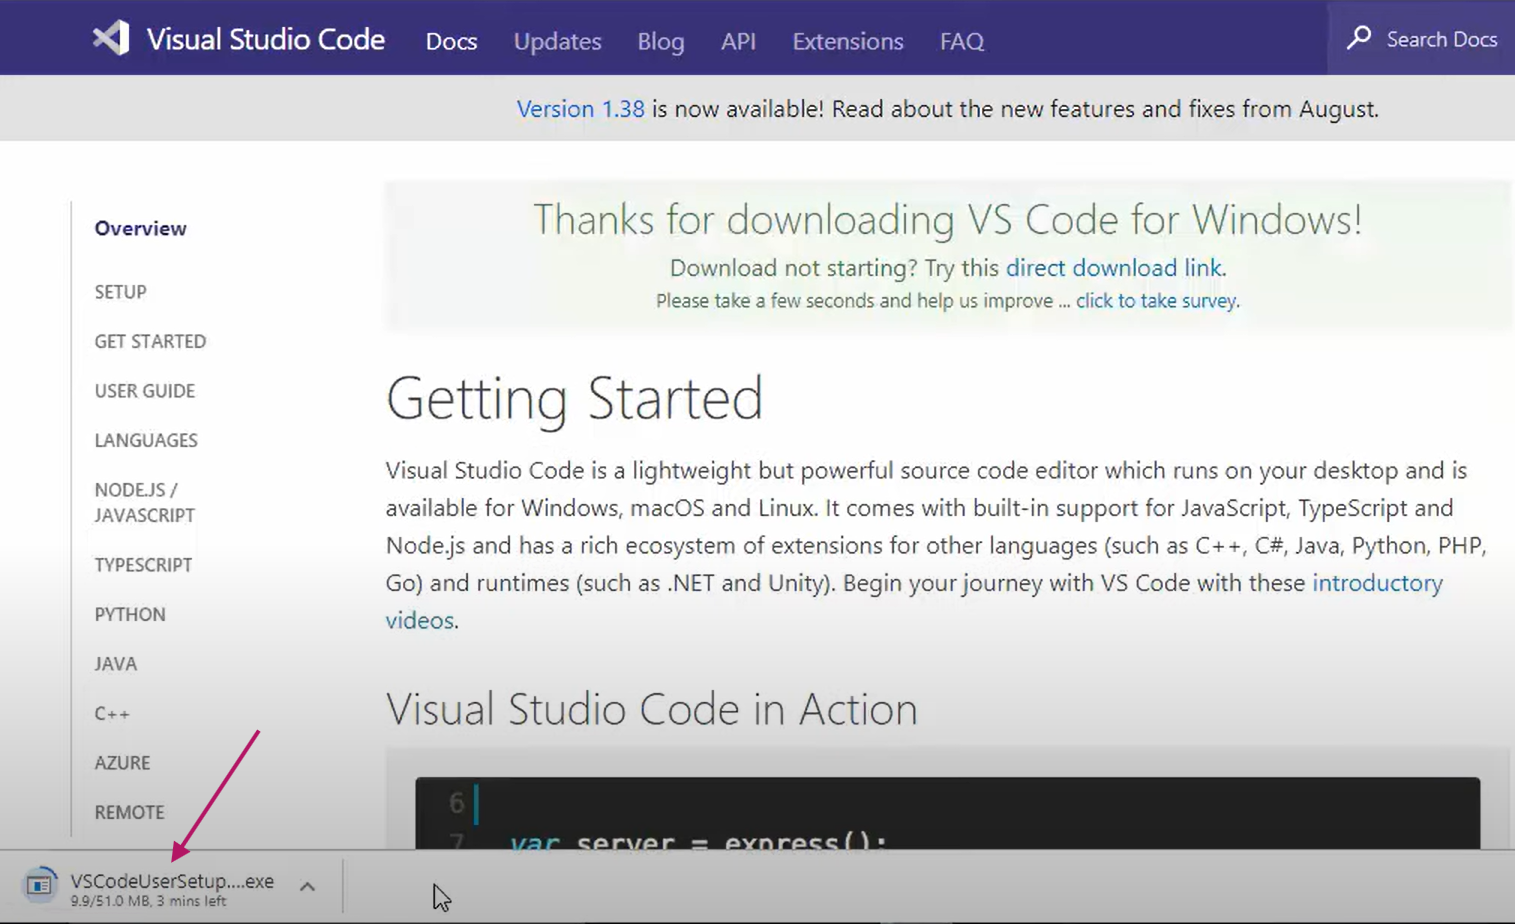 Visual Studio Code Docs Updates Blog API Extensions FAQ Search Docs
Version 1.38 is now available! Read about the new features and fixes from August.
Overview
SETUP
GET STARTED
USER GUIDE
LANGUAGES
NODE.JS /
JAVASCRIPT
TYPESCRIPT
PYTHON
JAVA
C++
AZURE
REMOTE
Thanks for downloading VS Code for Windows!
Download not starting? Try this direct download link.
Please take a few seconds and help us improve ... click to take survey.
Getting Started
Visual Studio Code is a lightweight but powerful source code editor which runs on your desktop and is
available for Windows, macOS and Linux. It comes with built-in support for JavaScript, TypeScript and
Node.js and has a rich ecosystem of extensions for other languages (such as C++, C#, Java, Python, PHP,
Go) and runtimes (such as .NET and Unity). Begin your journey with VS Code with these introductory
videos.
Visual Studio Code in Action
6
7 var server = express();
VSCodeUserSetup....exe
9.9/51.0 MB, 3 mins left